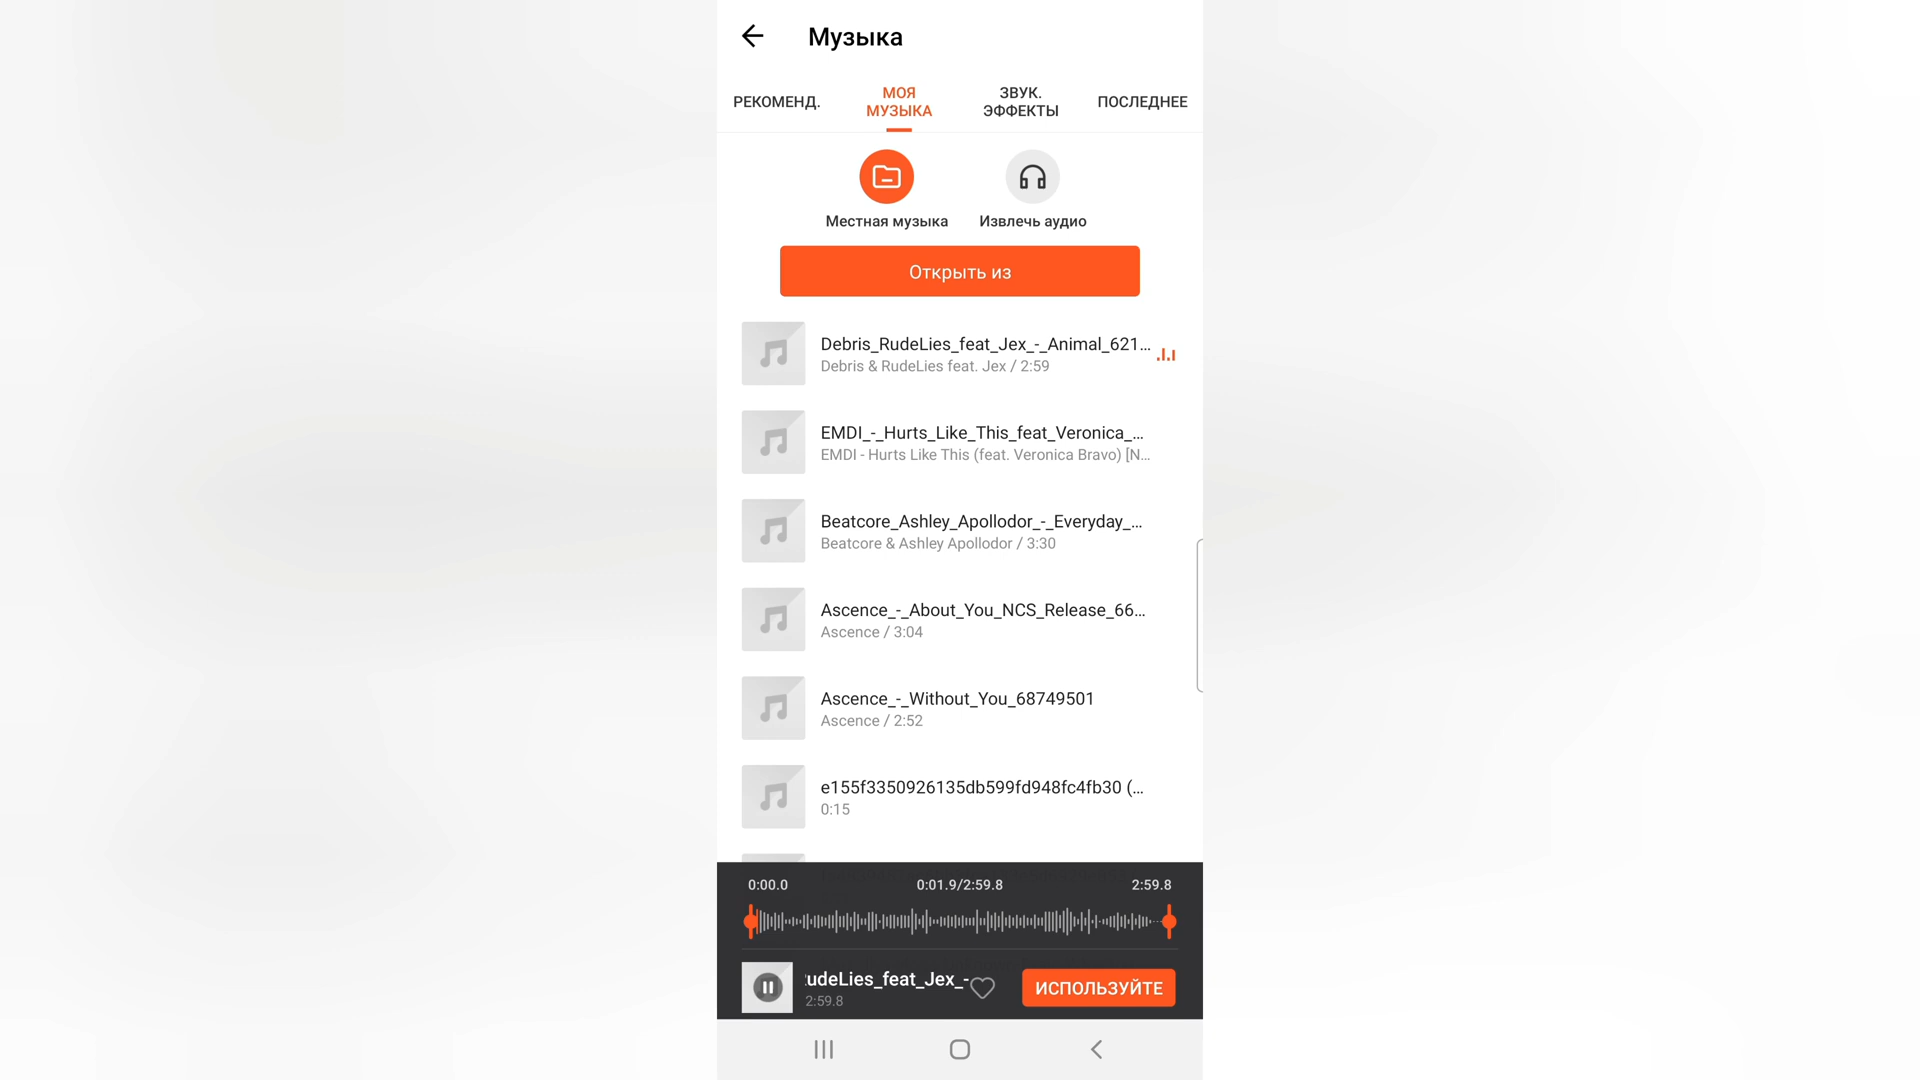 Музыка
РЕКОМЕНД.
МОЯ
МУЗЫКА
ЗВУК.
ЭФФЕКТЫ
ПОСЛЕДНЕЕ
Местная музыка
Извлечь аудио
Открыть из
Debris_RudeLies_feat_Jex_-_Animal_621...
Debris & RudeLies feat. Jex / 2:59
EMDI_-_Hurts_Like_This_feat_Veronica_...
EMDI - Hurts Like This (feat. Veronica Bravo) [N...
Beatcore_Ashley_Apollodor_-_Everyday_...
Beatcore & Ashley Apollodor / 3:30
Ascence_-_About_You_NCS_Release_66...
Ascence / 3:04
Ascence_-_Without_You_68749501
Ascence / 2:52
e155f3350926135db599fd948fc4fb30 (...
0:15
0:00.0
0:01.9/2:59.8
2:59.8
udeLies_feat_Jex_-
2:59.8
ИСПОЛЬЗУЙТЕ